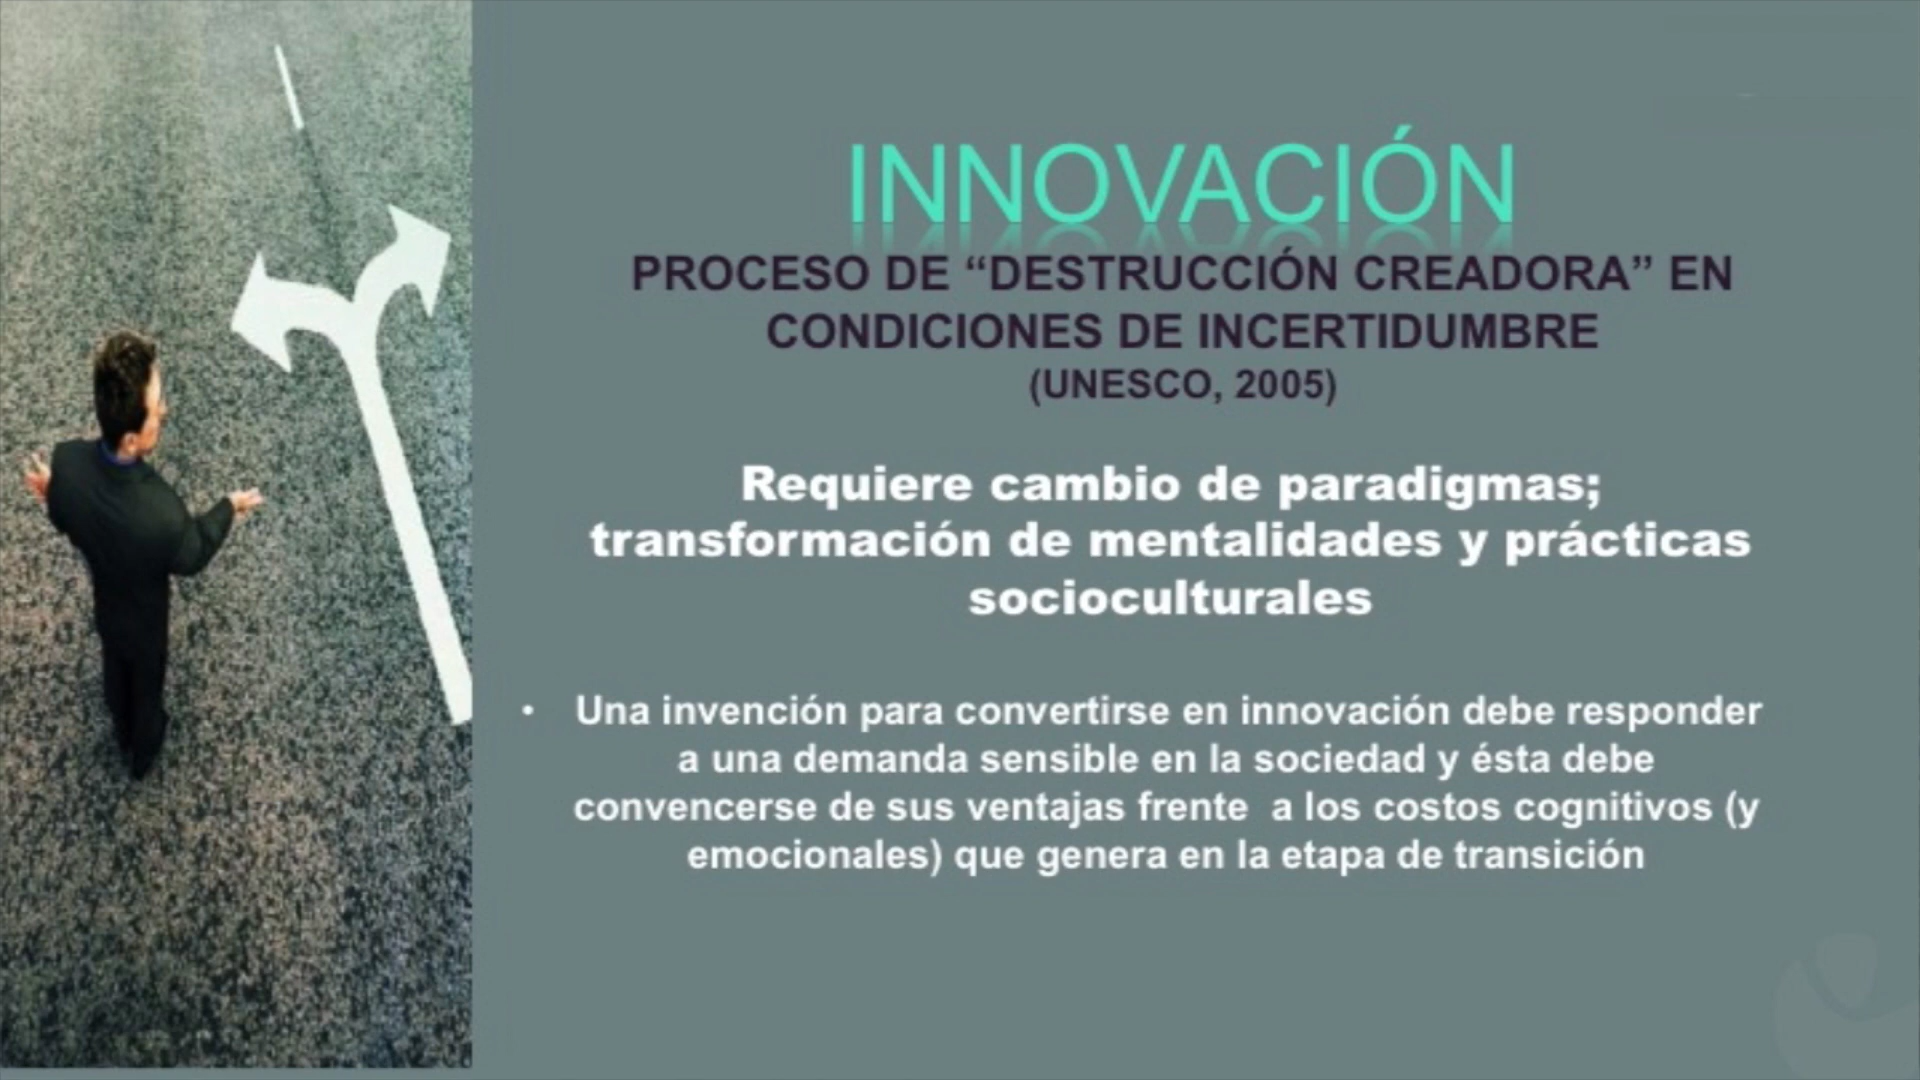 INNOVACIÓN
PROCESO DE “DESTRUCCIÓN CREADORA” EN
CONDICIONES DE INCERTIDUMBRE
(UNESCO, 2005)
Requiere cambio de paradigmas;
transformación de mentalidades y prácticas
socioculturales
• Una invención para convertirse en innovación debe responder
a una demanda sensible en la sociedad y ésta debe
convencerse de sus ventajas frente a los costos cognitivos (y
emocionales) que genera en la etapa de transición